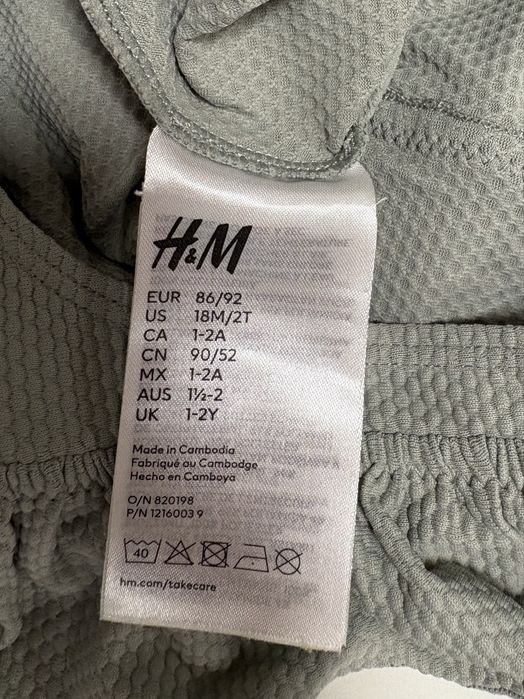 H&M
EUR 86/92
US 18M/2T
CA 1-2A
CN 90/52
MX 1-2A
AUS 1½-2
UK 1-2Y
Made in Cambodia
Fabriqué au Cambodge
Hecho en Camboya
O/N 820198
P/N 1216003 9
40
hm.com/takecare